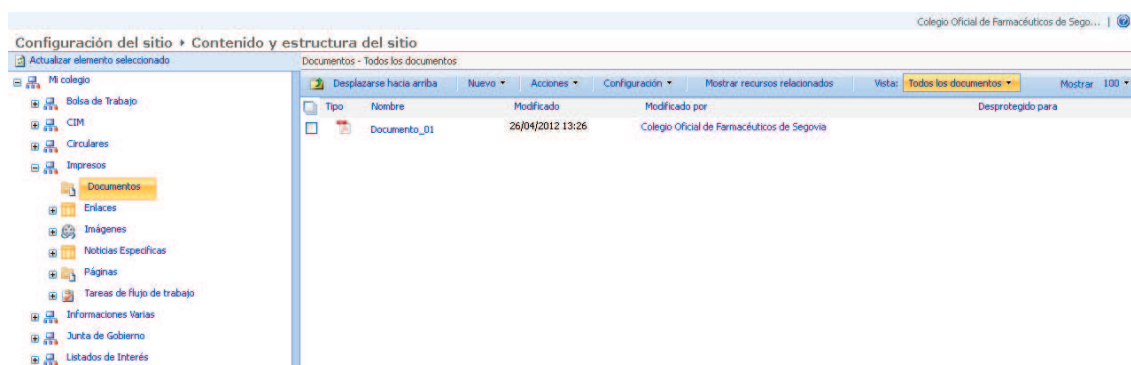 Colegio Oficial de Farmacéuticos de Sego... |
Configuración del sitio ▸ Contenido y estructura del sitio
Actualizar elemento seleccionado
Documentos - Todos los documentos
Mi colegio
Bolsa de Trabajo
CIM
Circulares
Impresos
Documentos
Enlaces
Imágenes
Noticias Especificas
Páginas
Tareas de flujo de trabajo
Informaciones Varias
Junta de Gobierno
Listados de Interés
Desplazarse hacia arriba Nuevo Acciones Configuración Mostrar recursos relacionados Vista: Todos los documentos Mostrar 100
Tipo Nombre Modificado Modificado por Desprotegido para
Documento_01 26/04/2012 13:26 Colegio Oficial de Farmacéuticos de Segovia